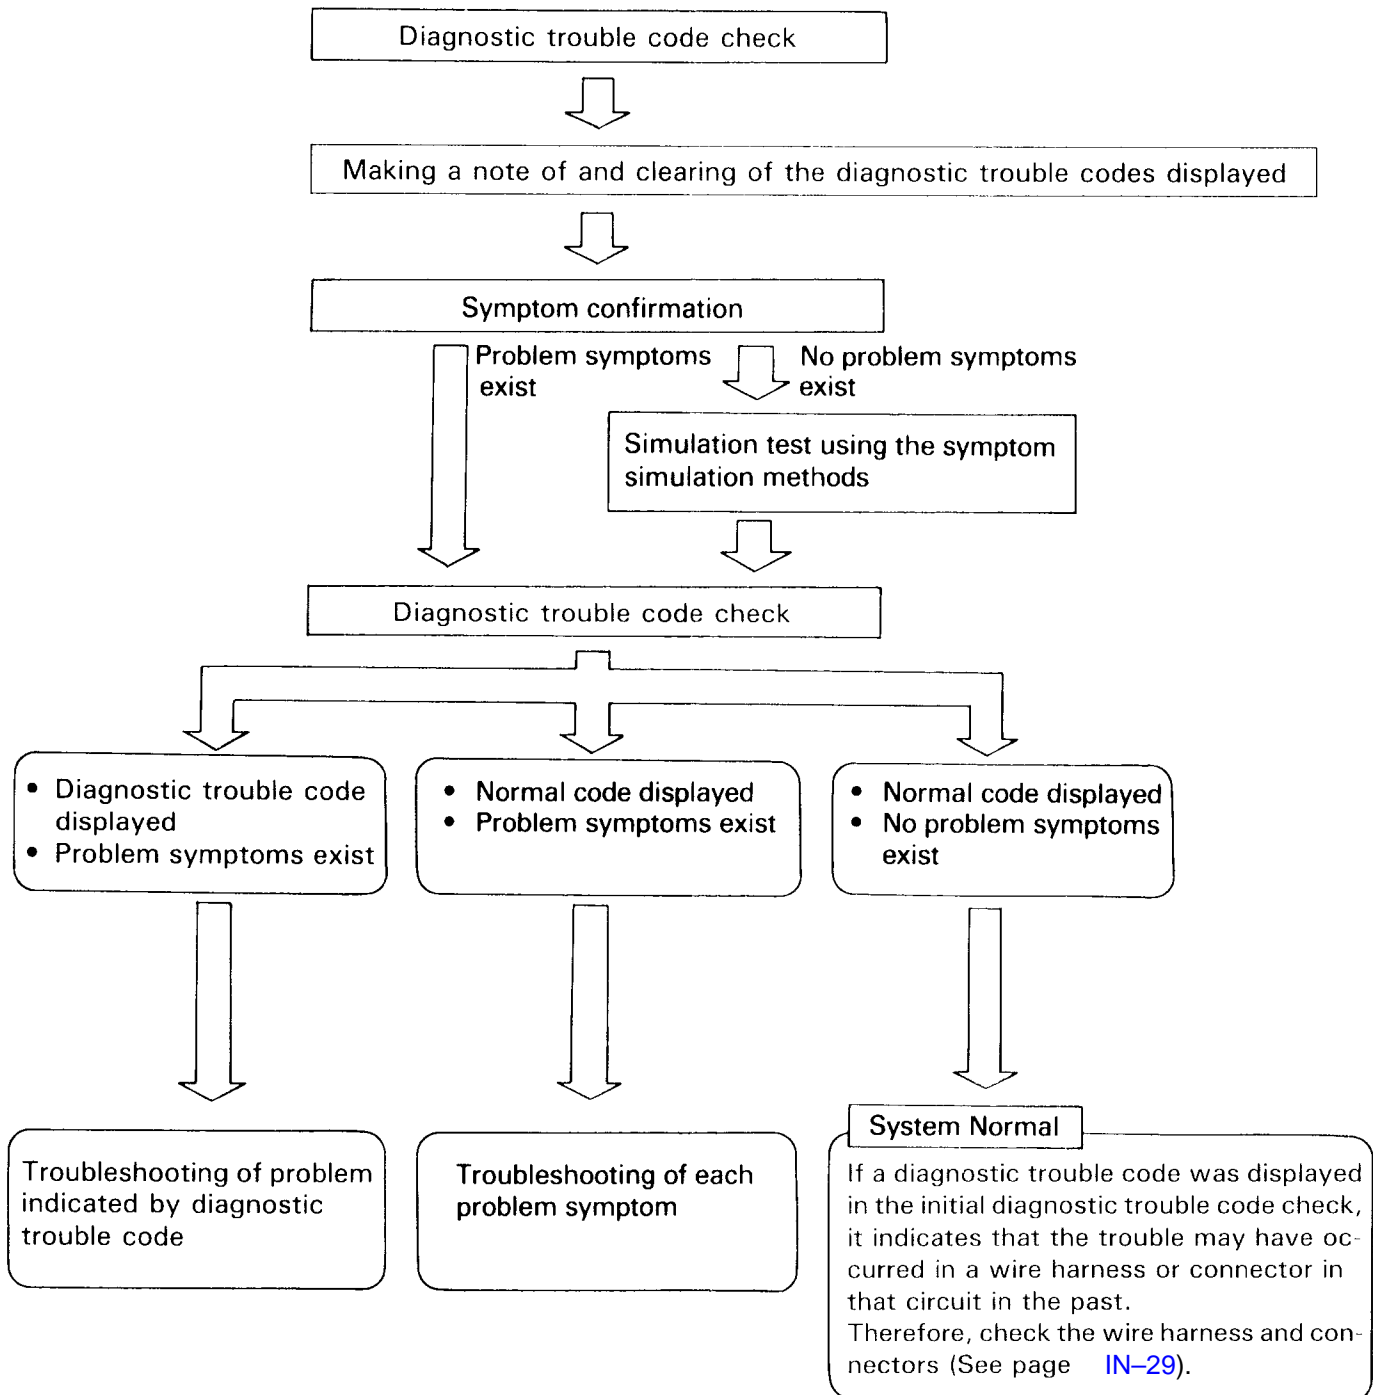 Diagnostic trouble code check
Making a note of and clearing of the diagnostic trouble codes displayed
Symptom confirmation
Problem symptoms
exist
No problem symptoms
exist
Simulation test using the symptom
simulation methods
Diagnostic trouble code check
• Diagnostic trouble code
displayed
• Problem symptoms exist
• Normal code displayed
• Problem symptoms exist
• Normal code displayed
• No problem symptoms
exist
Troubleshooting of problem
indicated by diagnostic
trouble code
Troubleshooting of each
problem symptom
System Normal
If a diagnostic trouble code was displayed
in the initial diagnostic trouble code check,
it indicates that the trouble may have oc-
curred in a wire harness or connector in
that circuit in the past.
Therefore, check the wire harness and con-
nectors (See page IN–29).